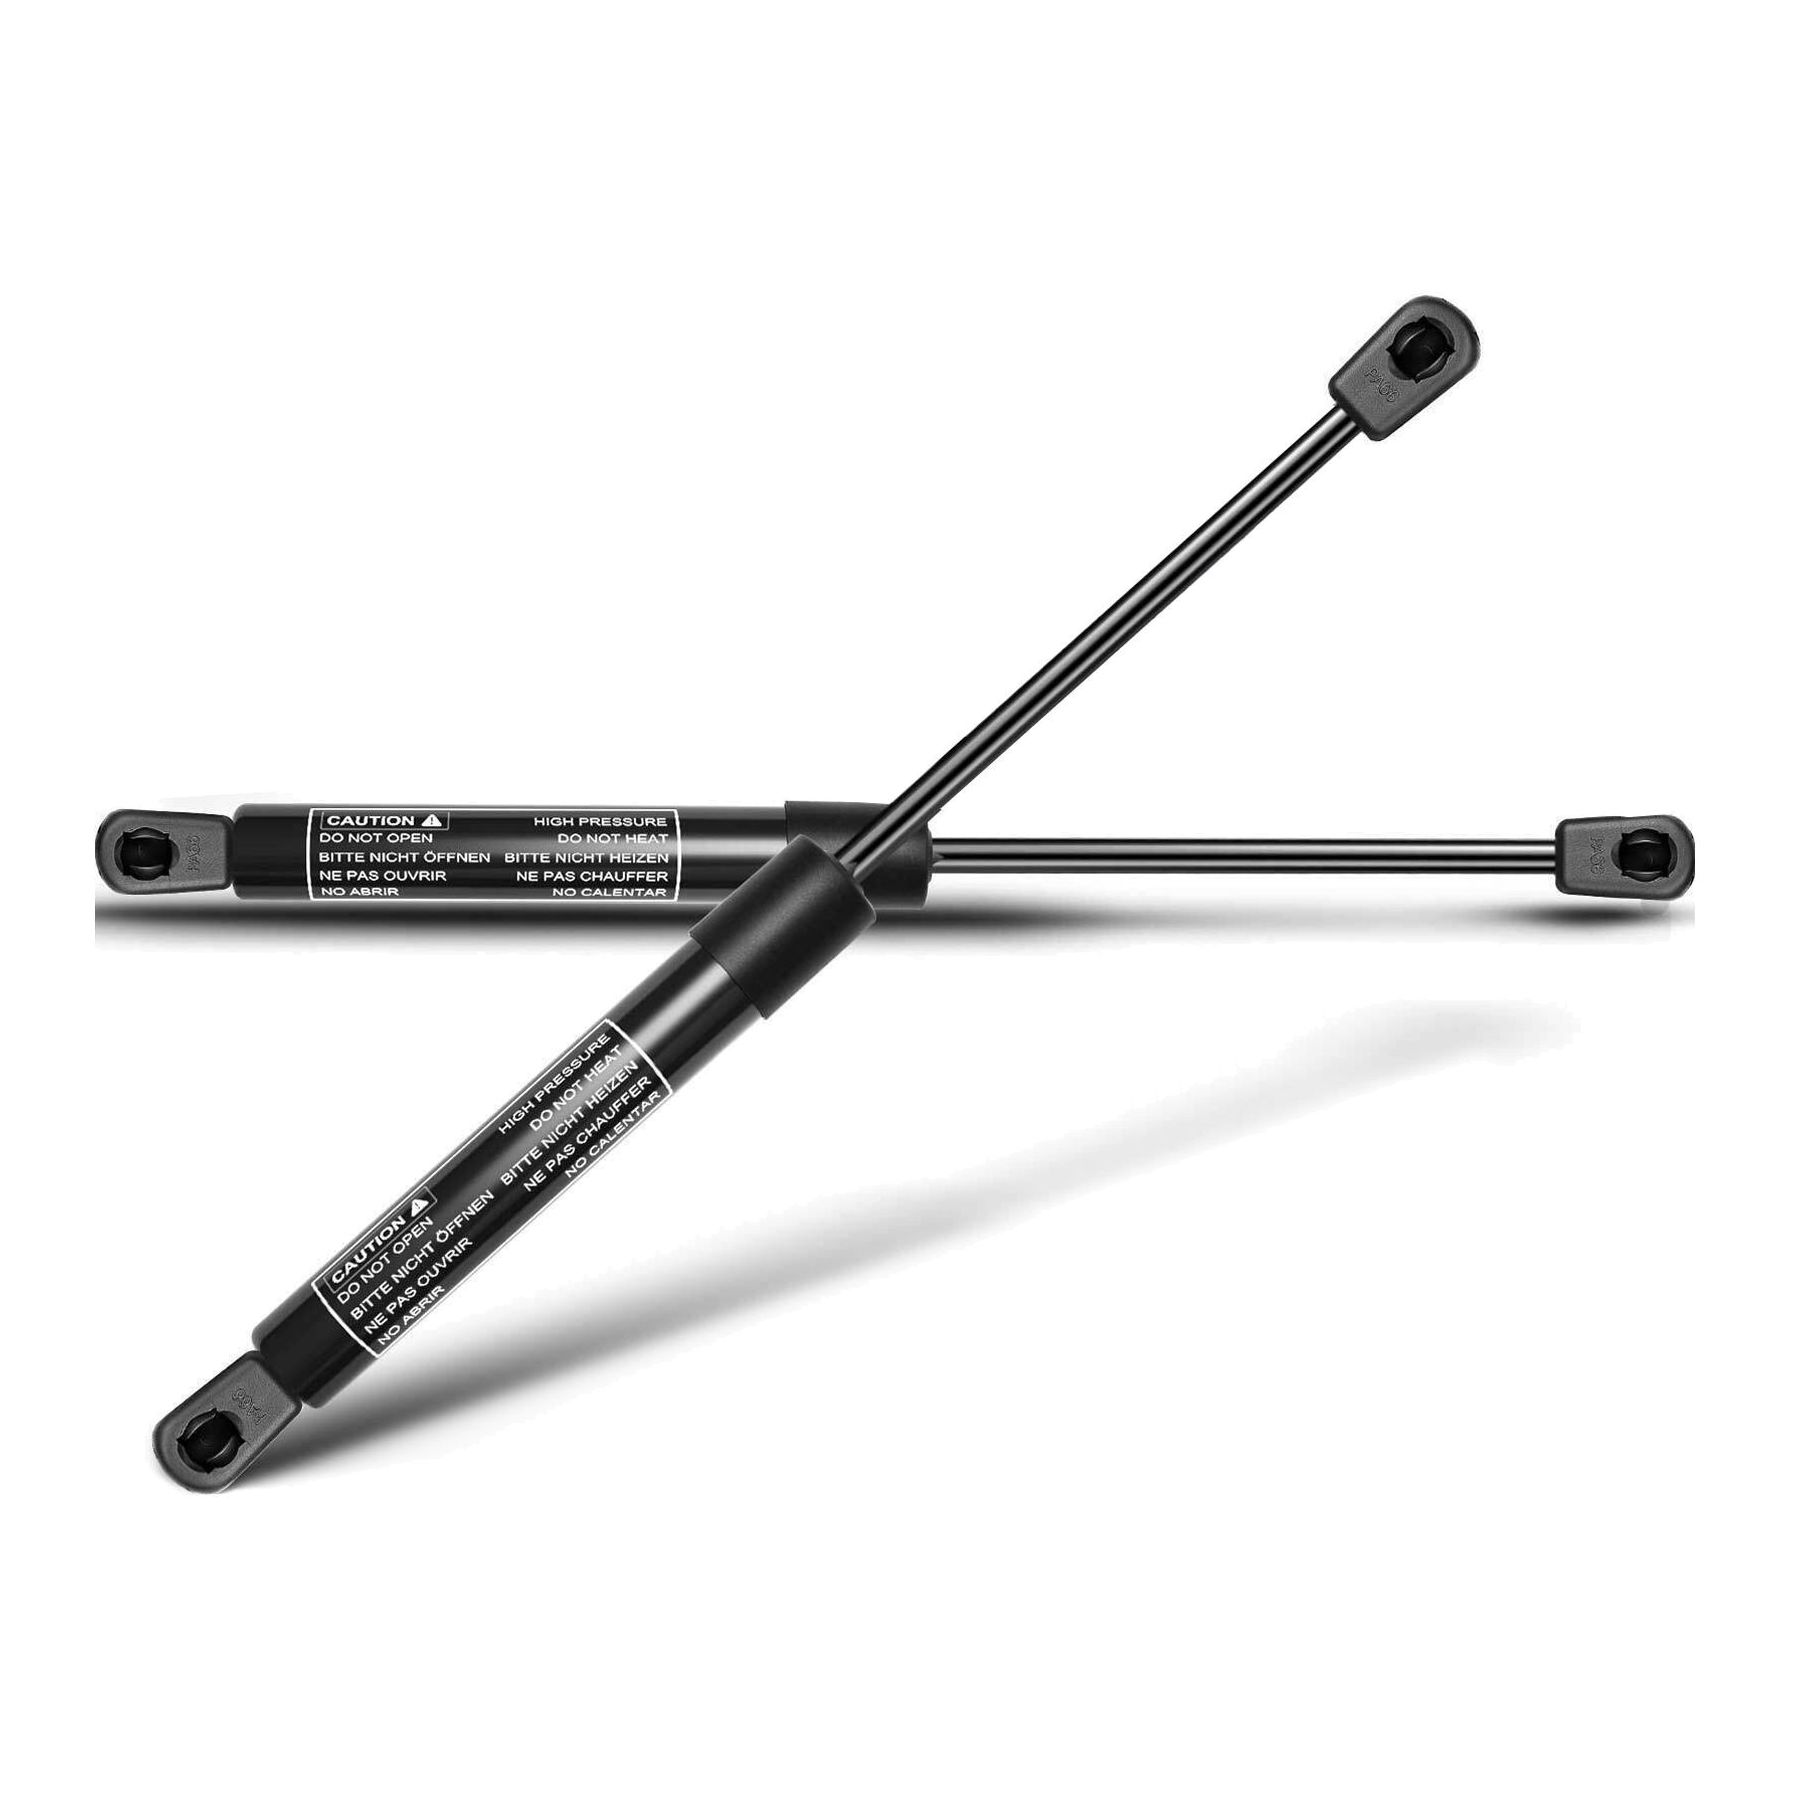 CAUTION
HIGH PRESSURE
DO NOT OPEN
DO NOT HEAT
BITTE NICHT ÖFFNEN
BITTE NICHT HEIZEN
NE PAS OUVRIR
NE PAS CHAUFFER
NO ABRIR
NO CALENTAR
PA66
PA66
PA66
CAUTION
HIGH PRESSURE
DO NOT OPEN
DO NOT HEAT
BITTE NICHT ÖFFNEN
BITTE NICHT HEIZEN
NE PAS OUVRIR
NE PAS CHAUFFER
NO ABRIR
NO CALENTAR
PA66